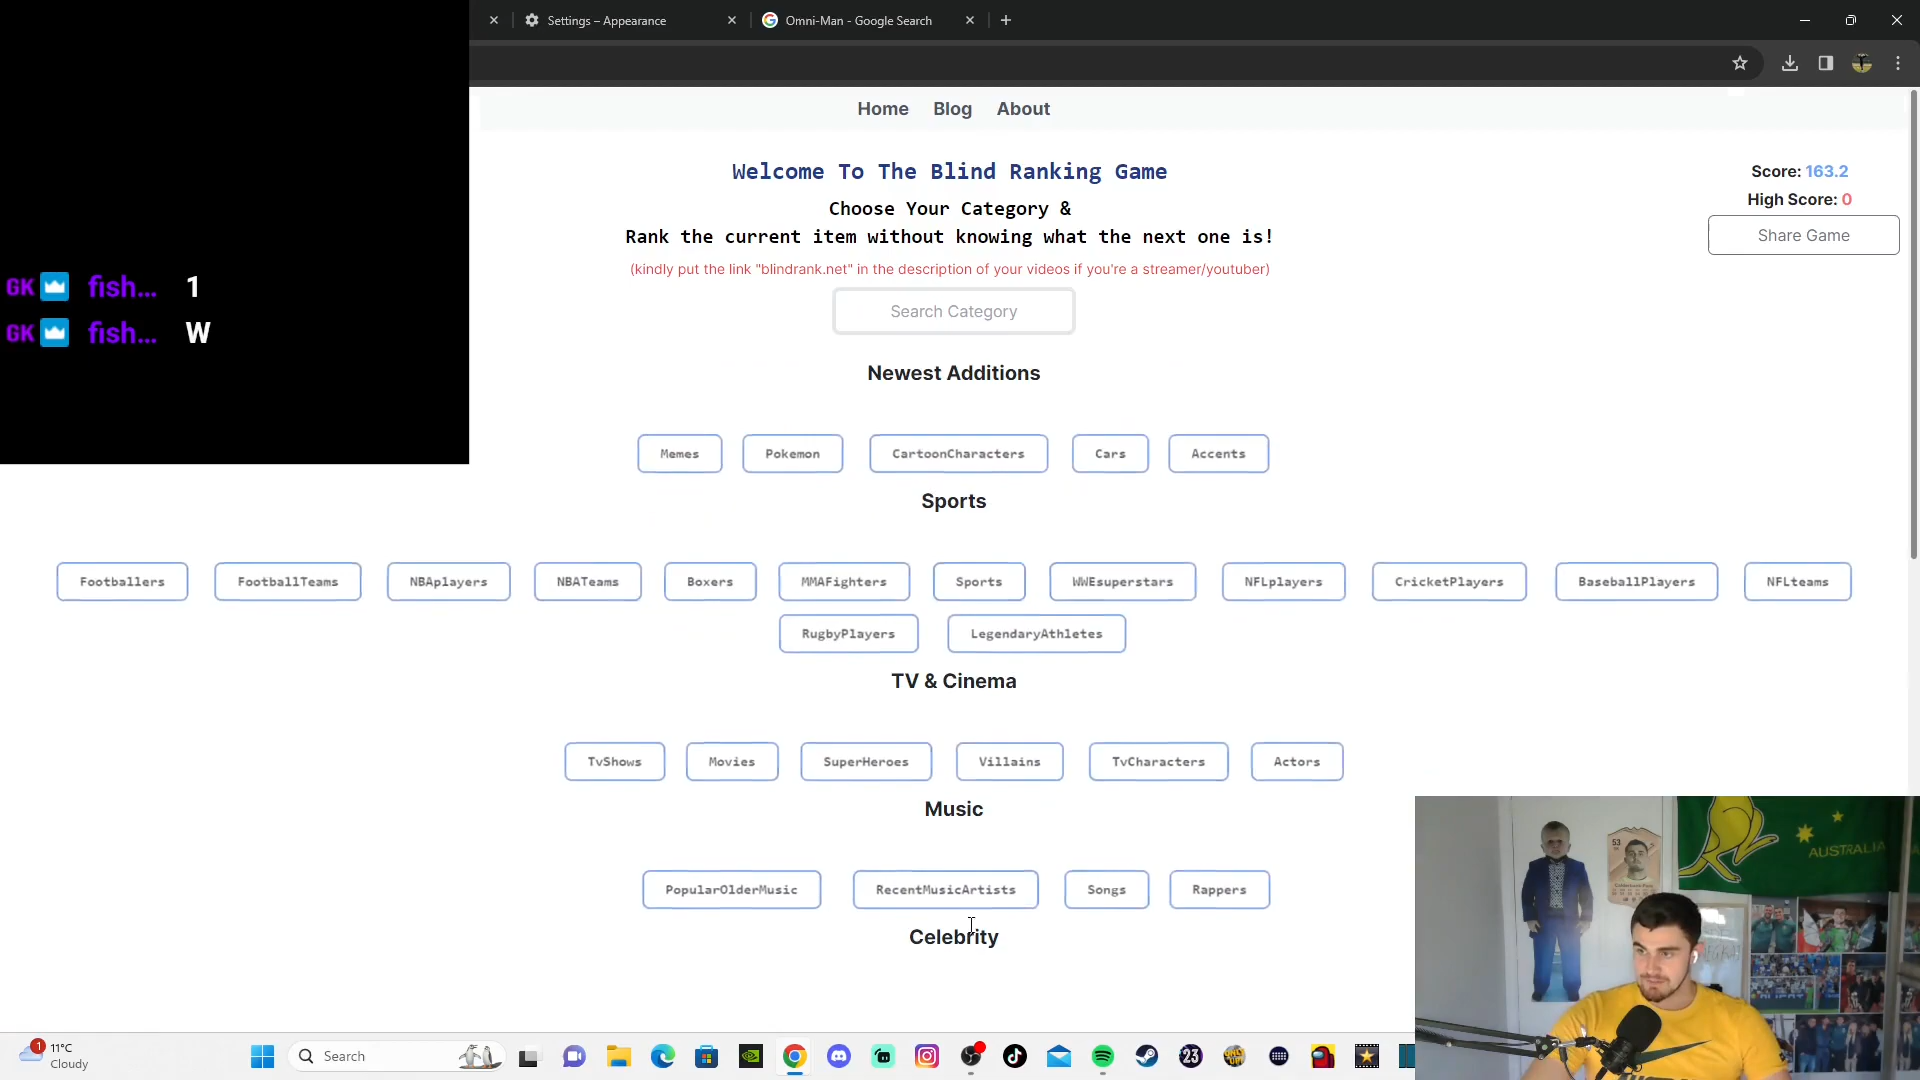 Settings – Appearance
Omni-Man - Google Search
Home Blog About
Welcome To The Blind Ranking Game
Choose Your Category &
Rank the current item without knowing what the next one is!
(kindly put the link "blindrank.net" in the description of your videos if you're a streamer/youtuber)
Search Category
Score: 163.2
High Score: 0
Share Game
GK fish... 1
GK fish... W
Newest Additions
Memes Pokemon CartoonCharacters Cars Accents
Sports
Footballers FootballTeams NBAplayers NBATeams Boxers MMAFighters Sports WWEsuperstars NFLplayers CricketPlayers BaseballPlayers NFLteams
RugbyPlayers LegendaryAthletes
TV & Cinema
TvShows Movies SuperHeroes Villains TvCharacters Actors
Music
PopularOlderMusic RecentMusicArtists Songs Rappers
Celebrity
53
AUSTRALIA
1
11°C
Cloudy
Search
23